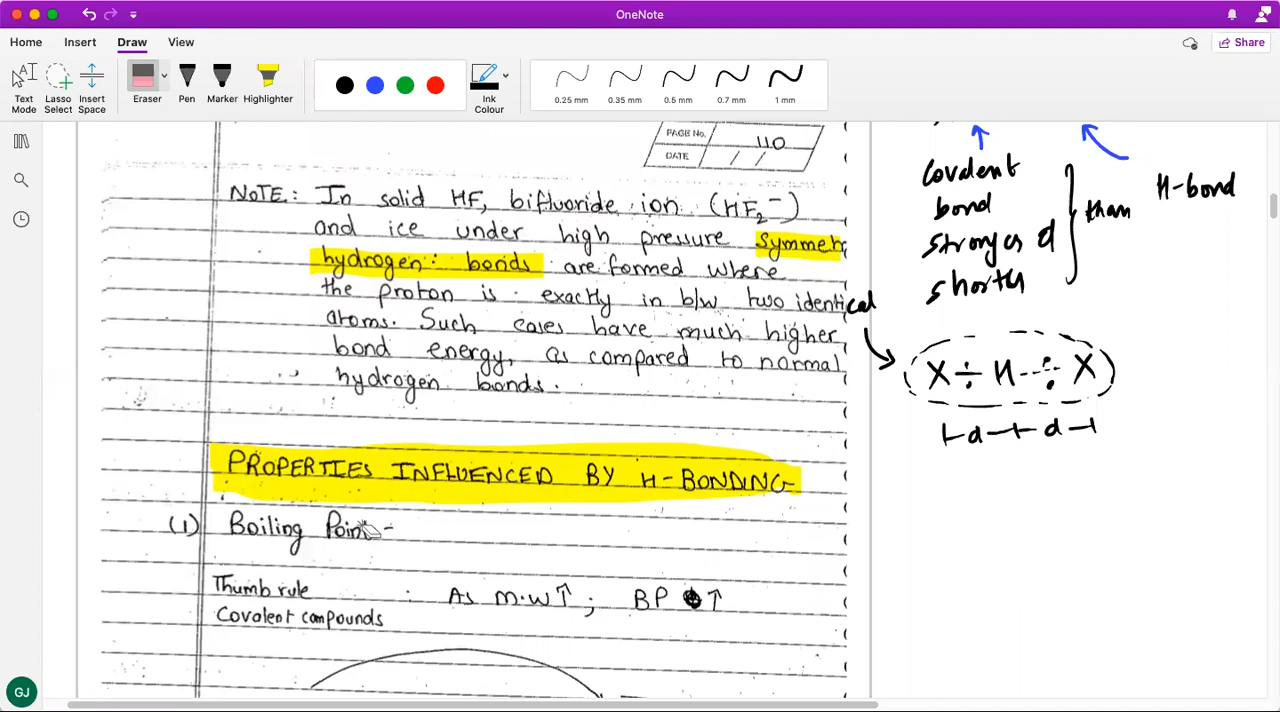 OneNote
Home Insert Draw View
Share
Text Mode
Lasso Select
Insert Space
Eraser
Pen
Marker
Highlighter
Ink Colour
0.25 mm
0.35 mm
0.5 mm
0.7 mm
1 mm
PAGE No. 110
DATE / /
NOTE: In solid HF, bifluoride ion (HF2-)
and ice under high pressure symmet
hydrogen bonds are formed where
the proton is exactly in b/w two identical
atoms. Such cases have much higher
bond energy, as compared to normal
hydrogen bonds.
PROPERTIES INFLUENCED BY H-BONDING
(1) Boiling Point -
Thumb rule : As m.w ↑ ; BP ↑
Covalent compounds
covalent
bond
stronger &
shorter
than
H-bond
X ÷ H --- X
d d
GJ